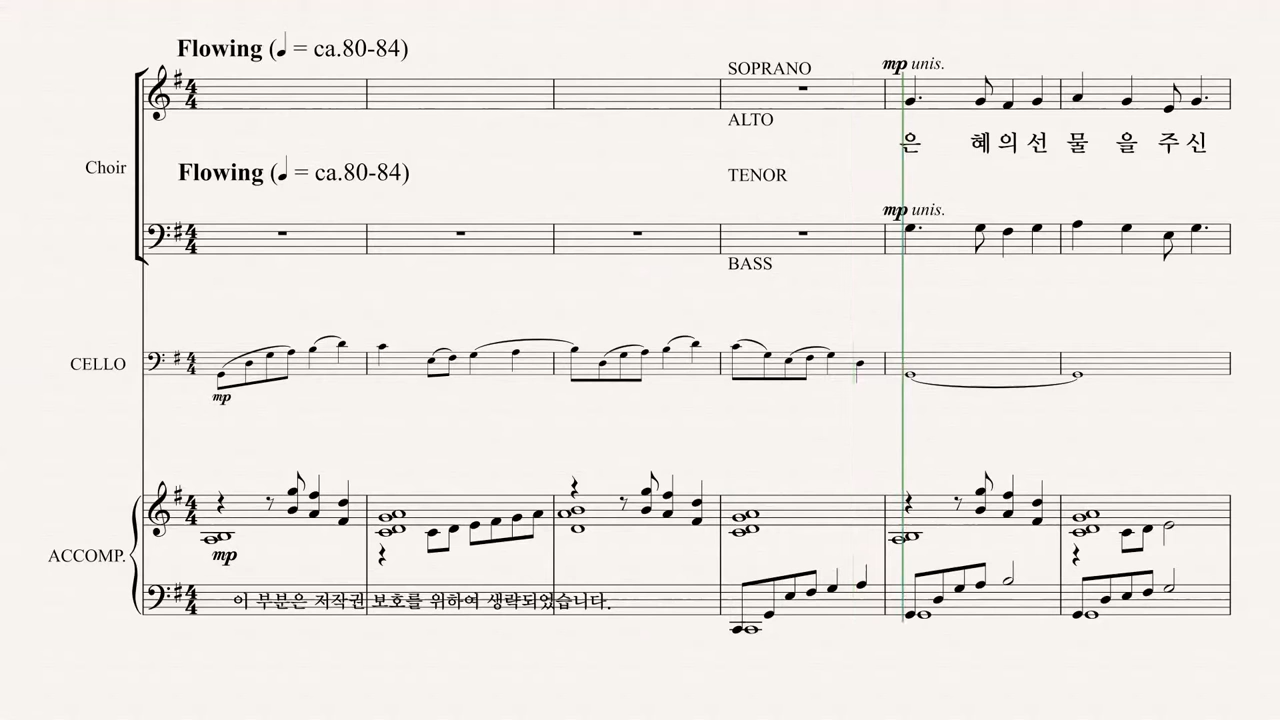 Flowing (♩ = ca.80-84)
SOPRANO
mp unis.
ALTO
은 혜의선 물 을 주신
Choir
Flowing (♩ = ca.80-84)
TENOR
mp unis.
BASS
CELLO
mp
mp
ACCOMP.
이 부분은 저작권 보호를 위하여 생략되었습니다.